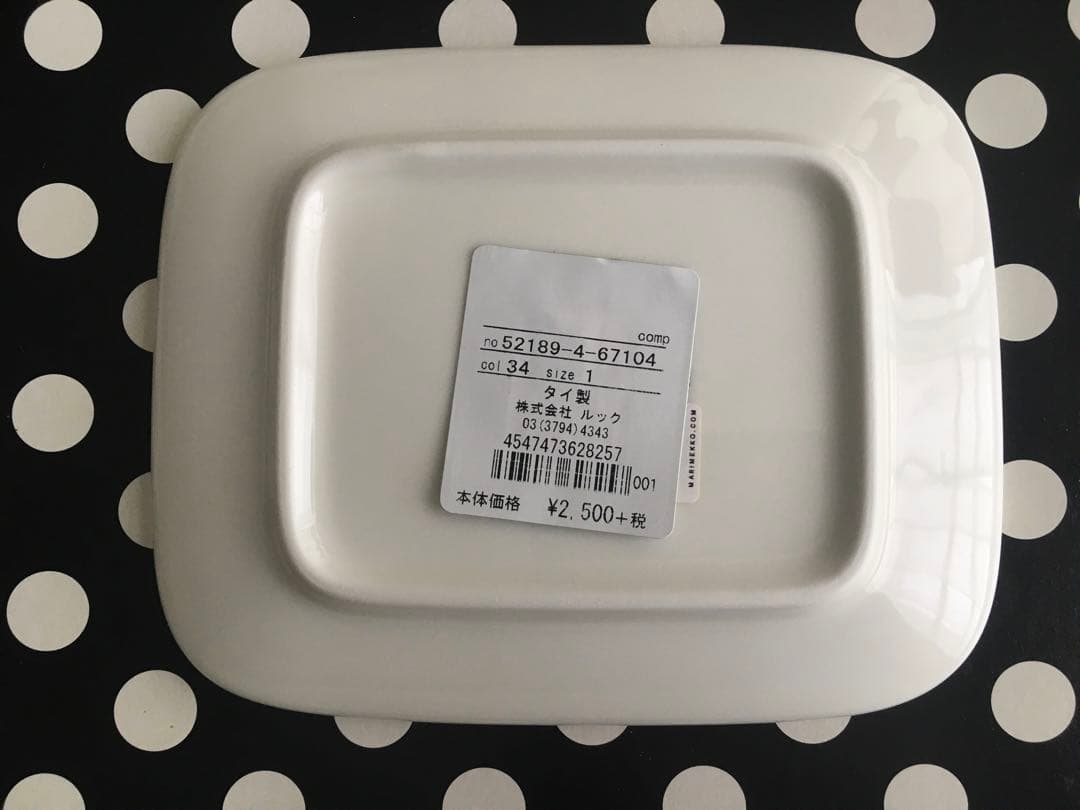 comp
no 52189-4-67104
col 34 size 1
タイ製
株式会社 ルック
03(3794)4343
4547473628257
001
本体価格 ¥2,500+税
MARIMEKKO.COM